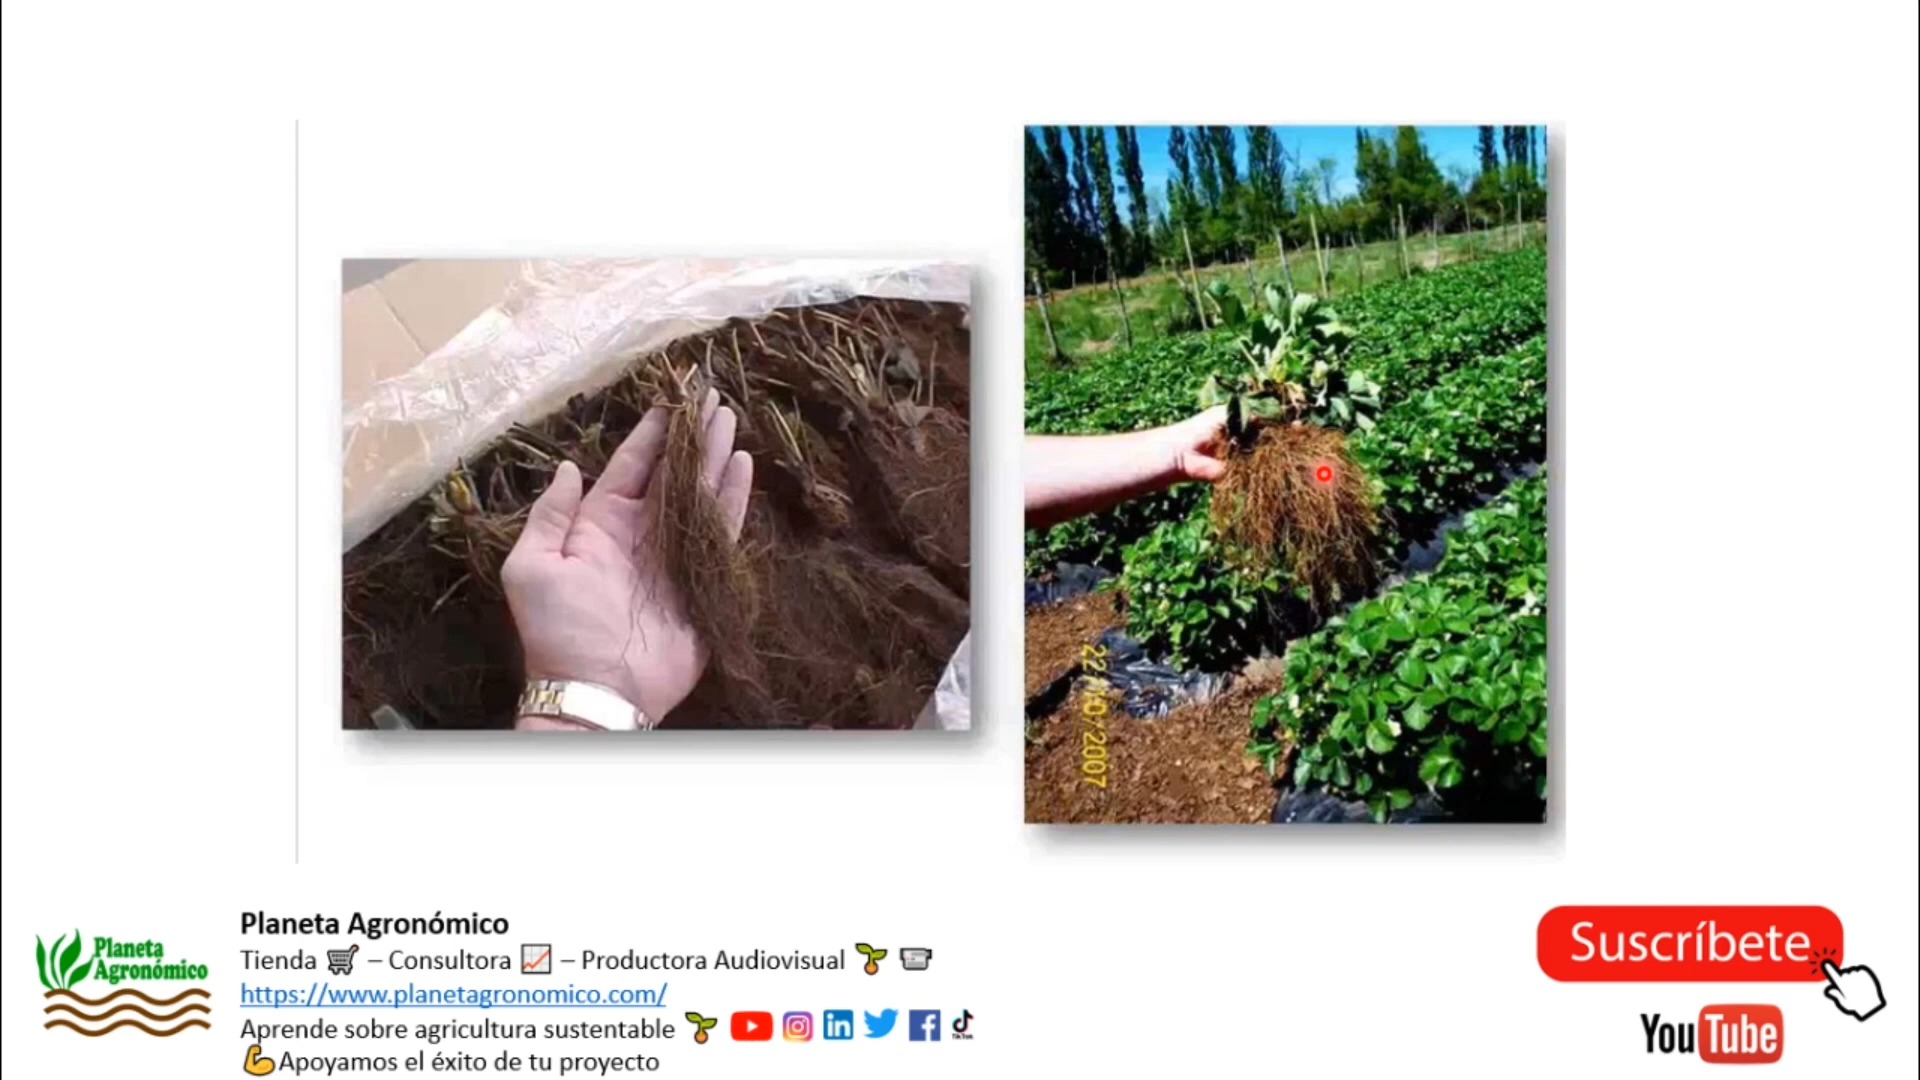 22/10/2007
Planeta
Agronómico
Planeta Agronómico
Tienda 🛒 – Consultora 📈 – Productora Audiovisual 🌱 📹
https://www.planetagronomico.com/
Aprende sobre agricultura sustentable 🌱
TikTok
💪Apoyamos el éxito de tu proyecto
Suscríbete
YouTube